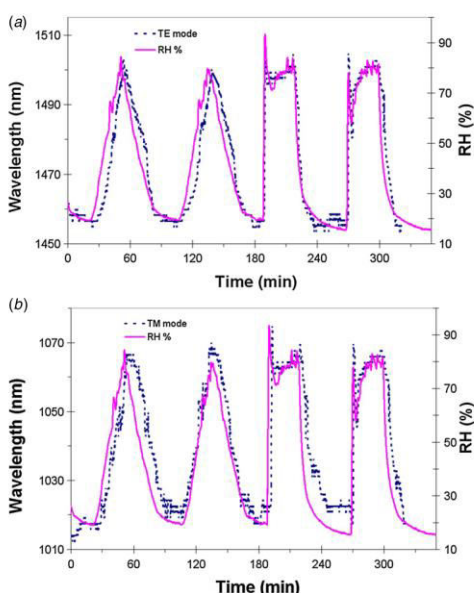 (a)
TE mode
RH %
1510
1490
1470
1450
Wavelength (nm)
90
70
50
30
10
RH (%)
0 60 120 180 240 300
Time (min)
(b)
TM mode
RH %
1070
1050
1030
1010
Wavelength (nm)
90
70
50
30
10
RH (%)
0 60 120 180 240 300
Time (min)